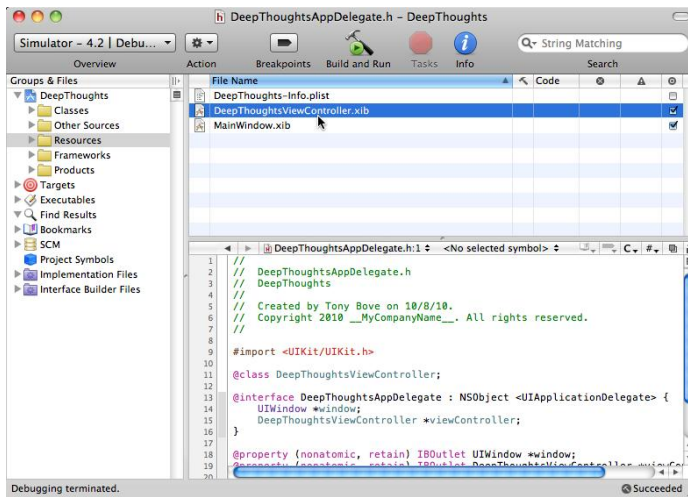 DeepThoughtsAppDelegate.h – DeepThoughts
Simulator – 4.2 | Debu...
String Matching
Overview
Action
Breakpoints
Build and Run
Tasks
Info
Search
Groups & Files
File Name
Code
DeepThoughts
DeepThoughts-Info.plist
Classes
DeepThoughtsViewController.xib
Other Sources
MainWindow.xib
Resources
Frameworks
Products
Targets
Executables
Find Results
Bookmarks
SCM
Project Symbols
Implementation Files
Interface Builder Files
DeepThoughtsAppDelegate.h:1 <No selected symbol> C # 
1 //
2 //  DeepThoughtsAppDelegate.h
3 //  DeepThoughts
4 //
5 //  Created by Tony Bove on 10/8/10.
6 //  Copyright 2010 __MyCompanyName__. All rights reserved.
7 //
8
9 #import <UIKit/UIKit.h>
10
11 @class DeepThoughtsViewController;
12
13 @interface DeepThoughtsAppDelegate : NSObject <UIApplicationDelegate> {
14     UIWindow *window;
15     DeepThoughtsViewController *viewController;
16 }
17
18 @property (nonatomic, retain) IBOutlet UIWindow *window;
19
20
Debugging terminated.
Succeeded